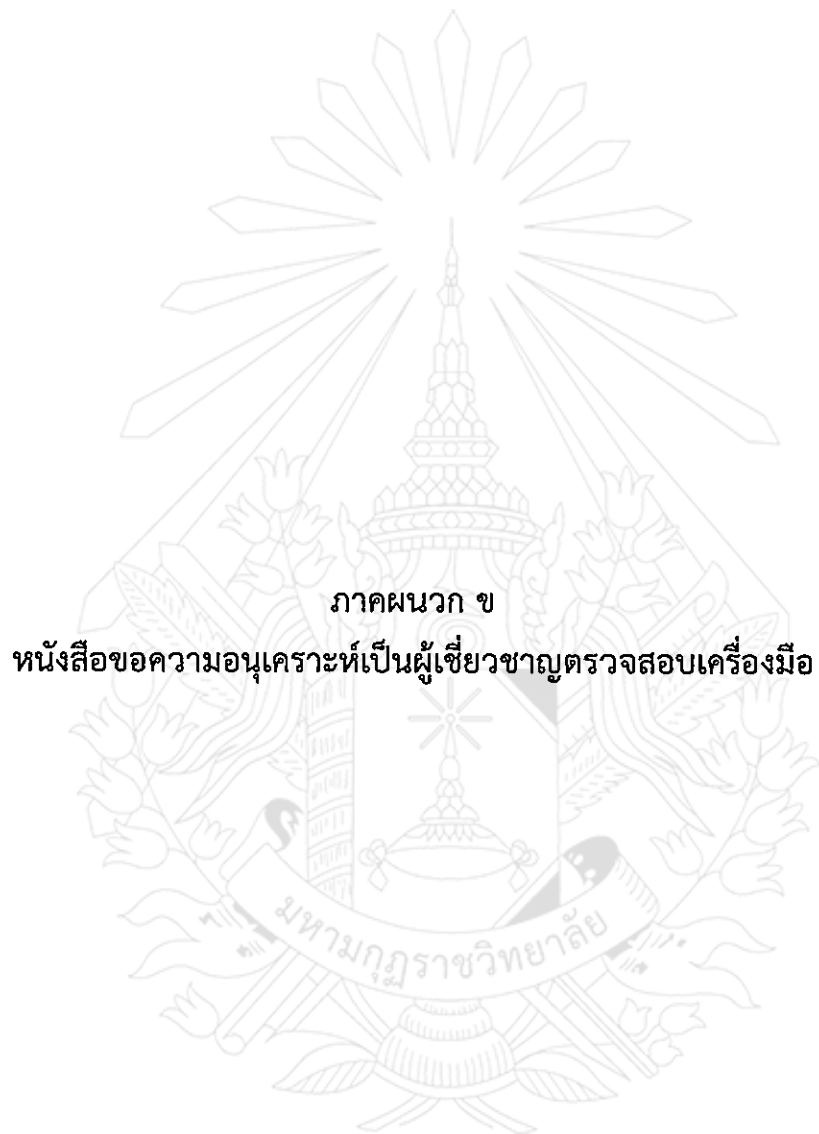 ภาคผนวก ข
หนังสือขอความอนุเคราะห์เป็นผู้เชี่ยวชาญตรวจสอบเครื่องมือ
มหามกุฏราชวิทยาลัย